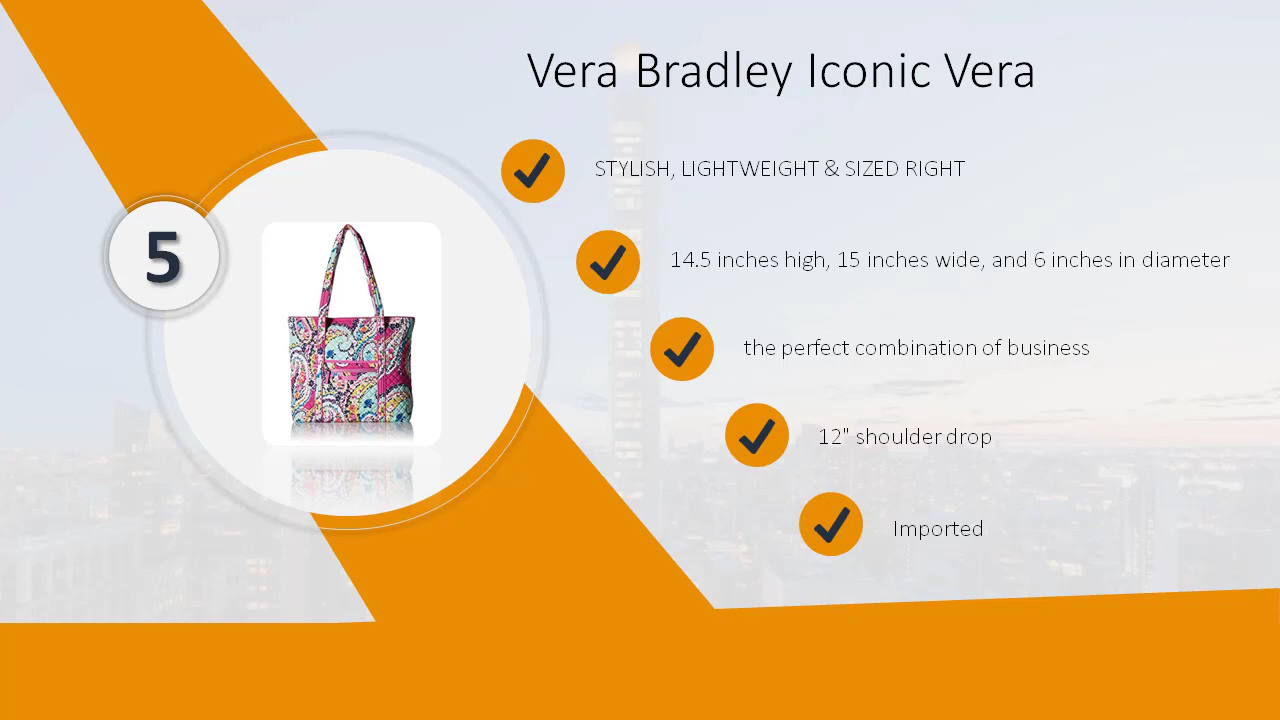 Vera Bradley Iconic Vera
STYLISH, LIGHTWEIGHT & SIZED RIGHT
5
14.5 inches high, 15 inches wide, and 6 inches in diameter
the perfect combination of business
12" shoulder drop
Imported